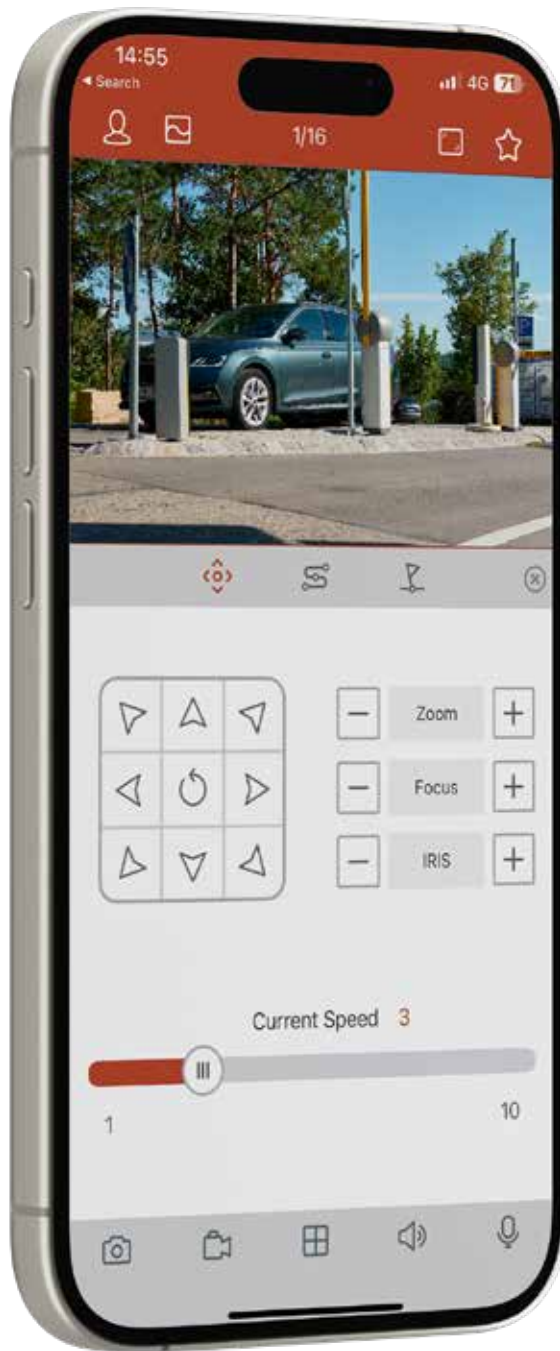 14:55
Search
4G 71
1/16
− Zoom +
− Focus +
− IRIS +
Current Speed 3
1 10